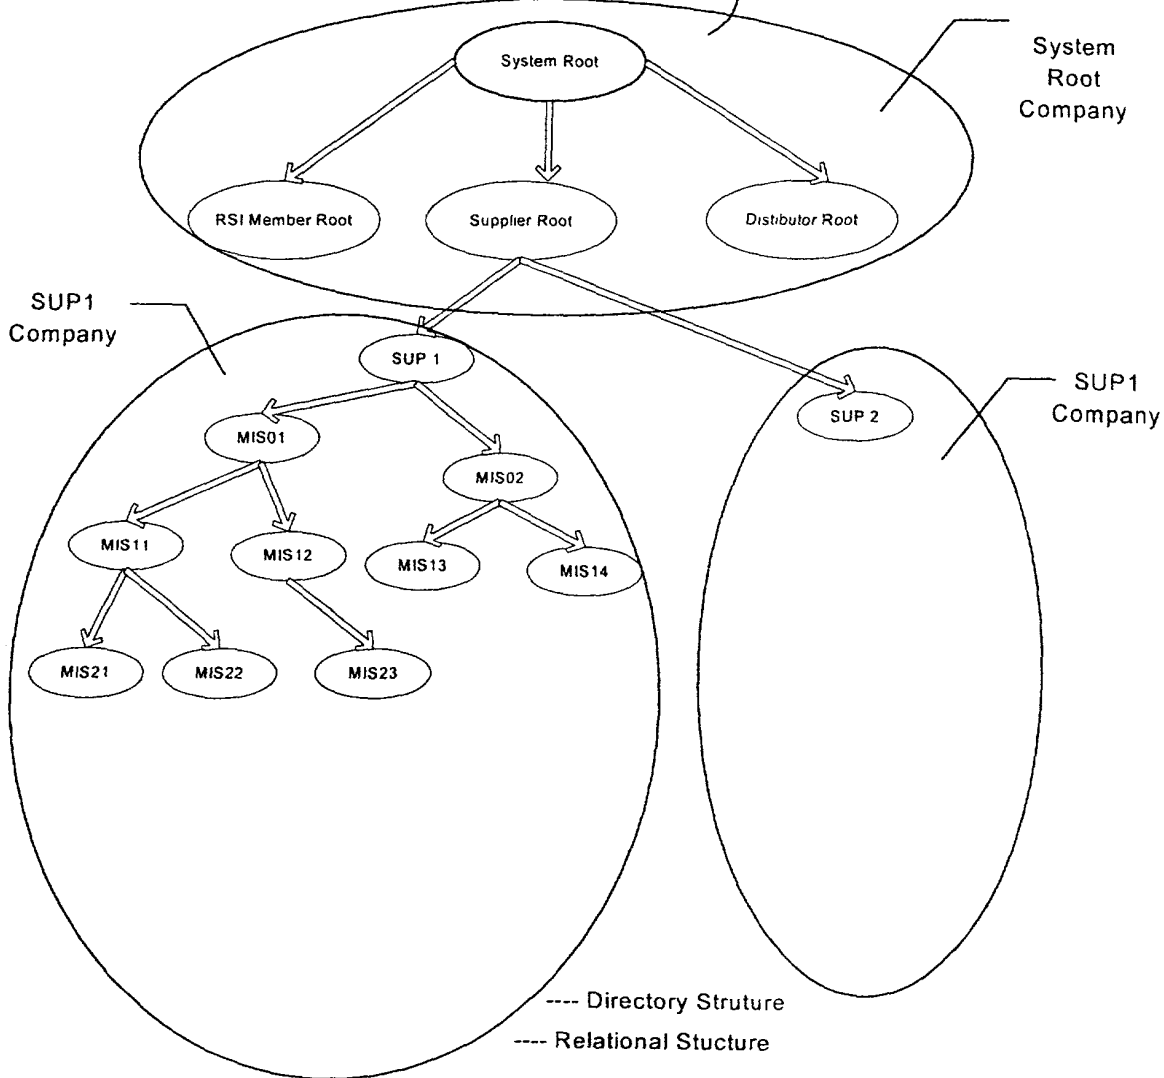 System Root
System
Root
Company
RSI Member Root
Supplier Root
Distibutor Root
SUP1
Company
SUP 1
SUP1
Company
SUP 2
MIS01
MIS02
MIS11
MIS12
MIS13
MIS14
MIS21
MIS22
MIS23
---- Directory Struture
---- Relational Stucture